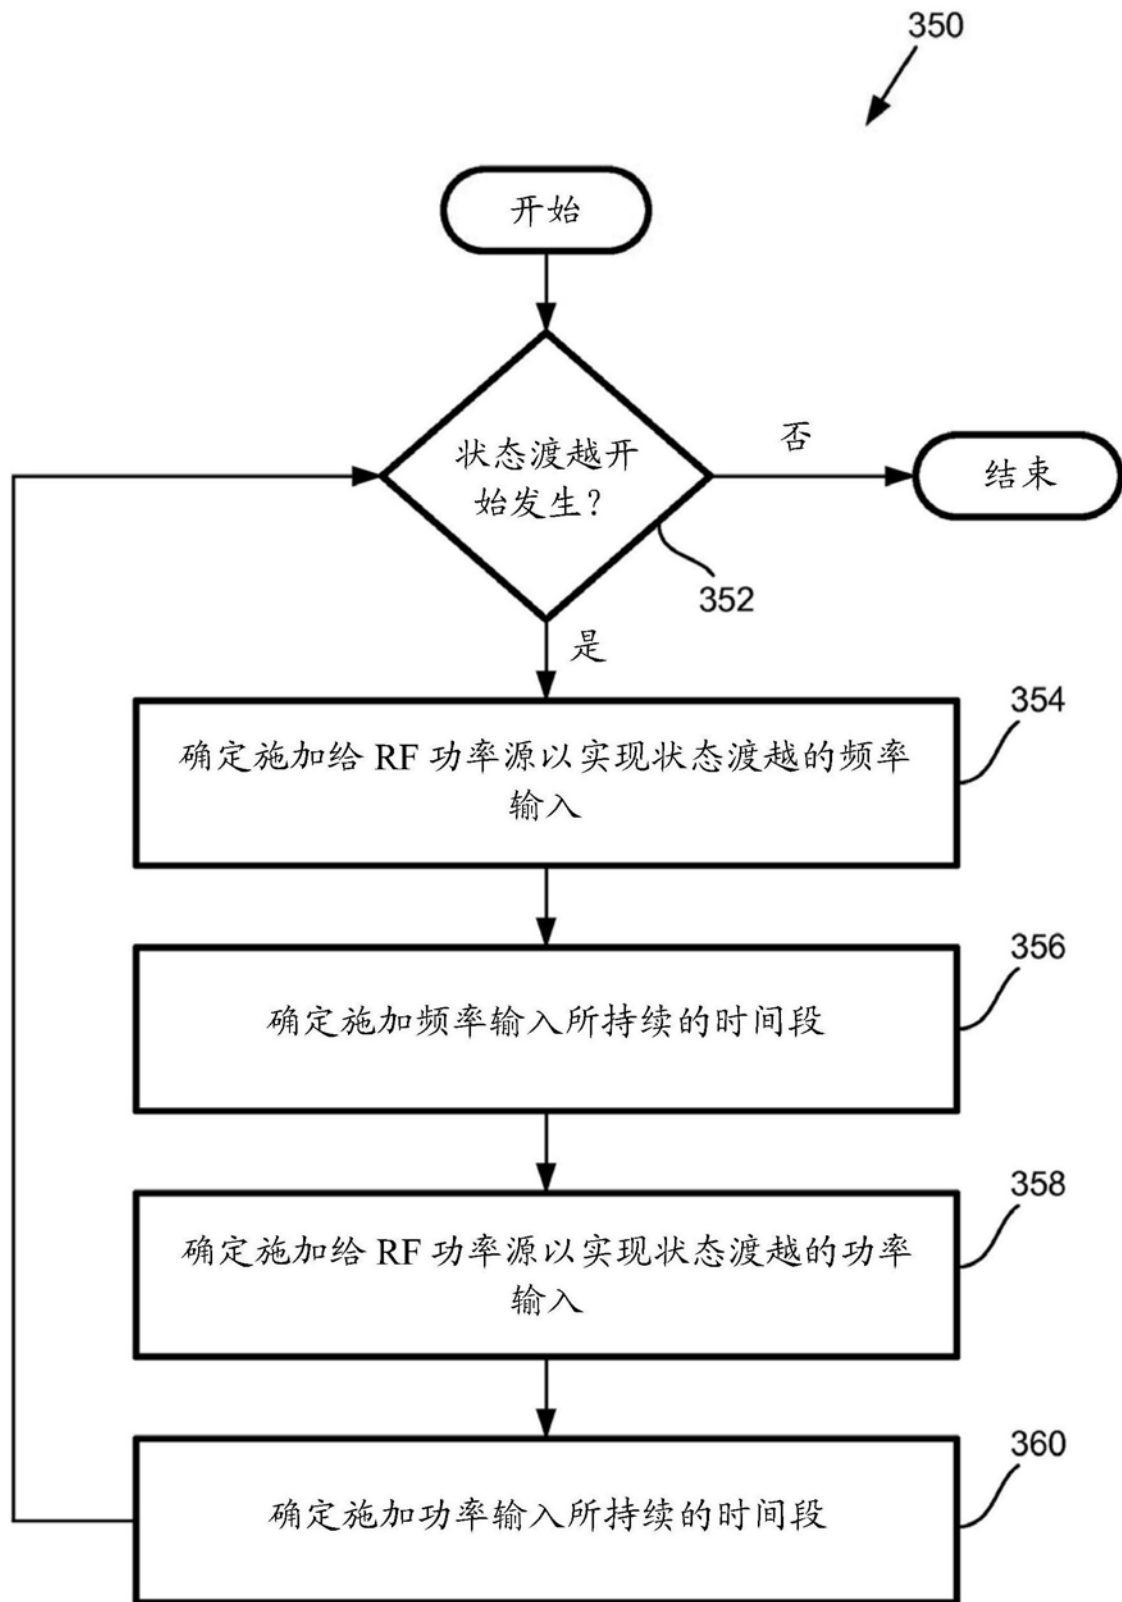 350
开始
状态渡越开
始发生?
否
结束
352
是
354
确定施加给 RF 功率源以实现状态渡越的频率
输入
356
确定施加频率输入所持续的时间段
358
确定施加给 RF 功率源以实现状态渡越的功率
输入
360
确定施加功率输入所持续的时间段